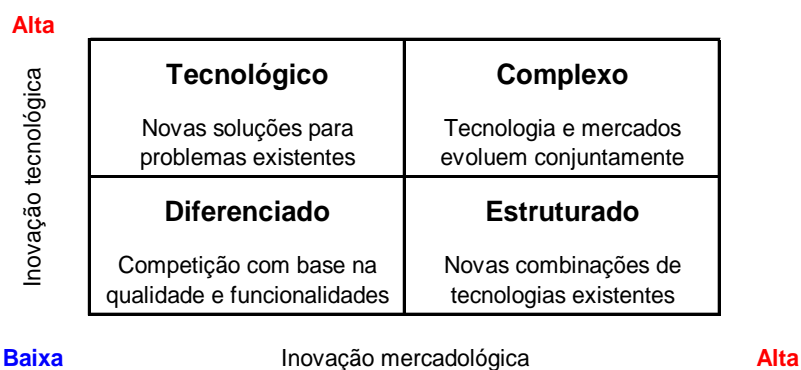 Alta
Inovação tecnológica
Tecnológico
Novas soluções para
problemas existentes
Complexo
Tecnologia e mercados
evoluem conjuntamente
Diferenciado
Competição com base na
qualidade e funcionalidades
Estruturado
Novas combinações de
tecnologias existentes
Baixa
Inovação mercadológica
Alta